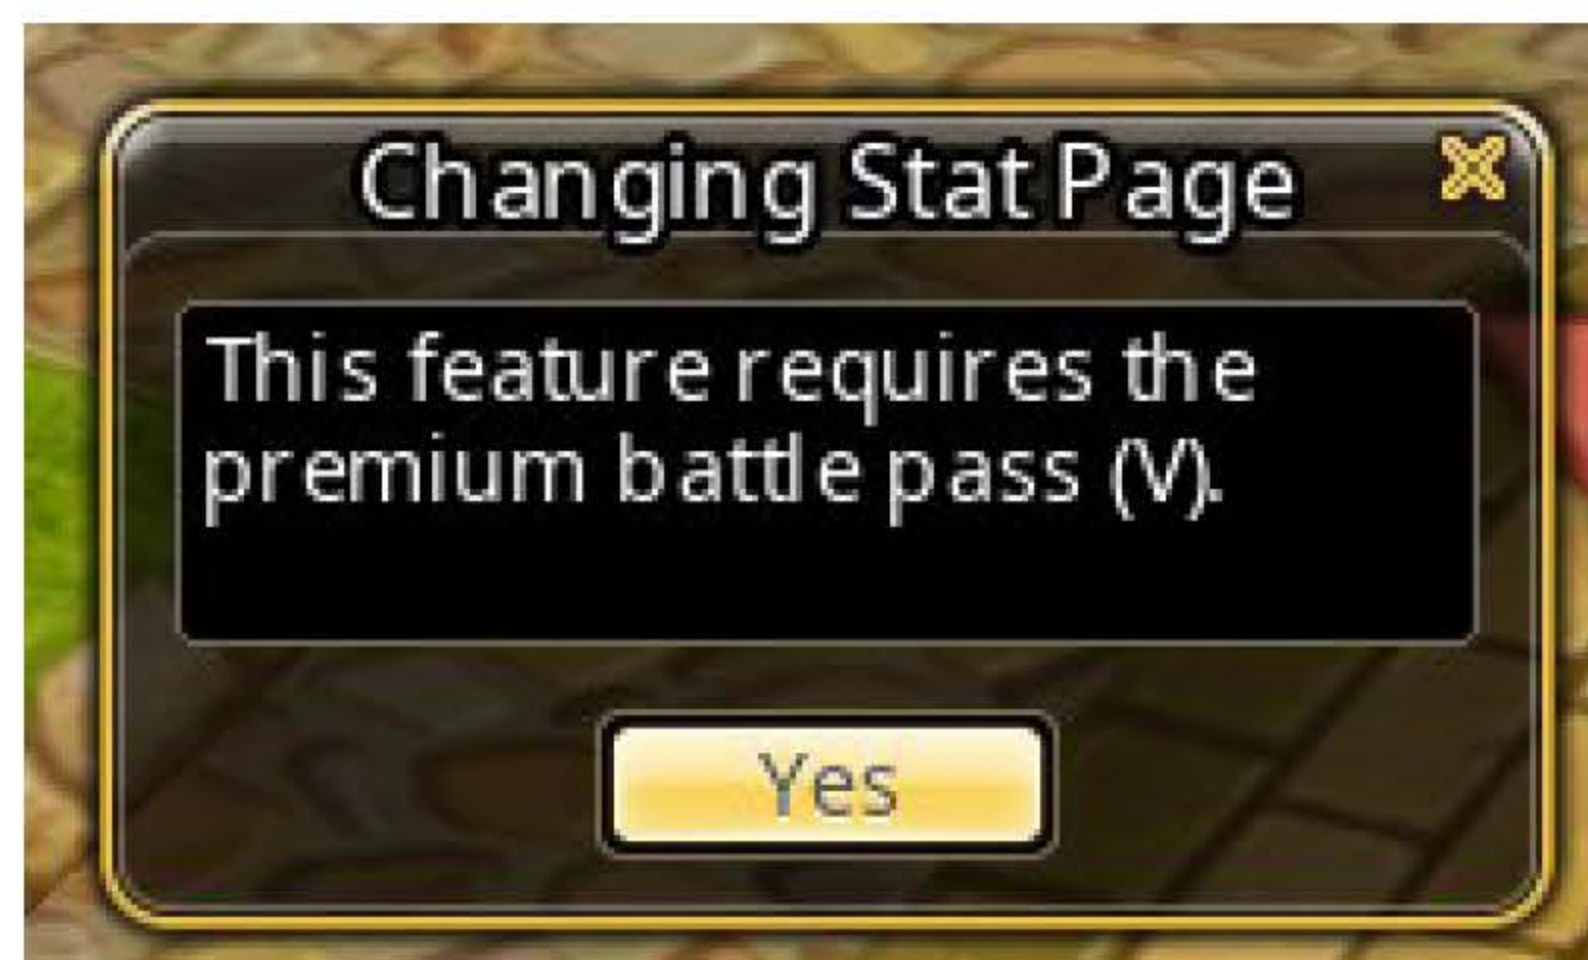 Changing Stat Page
This feature requires the
premium battle pass (V).
Yes